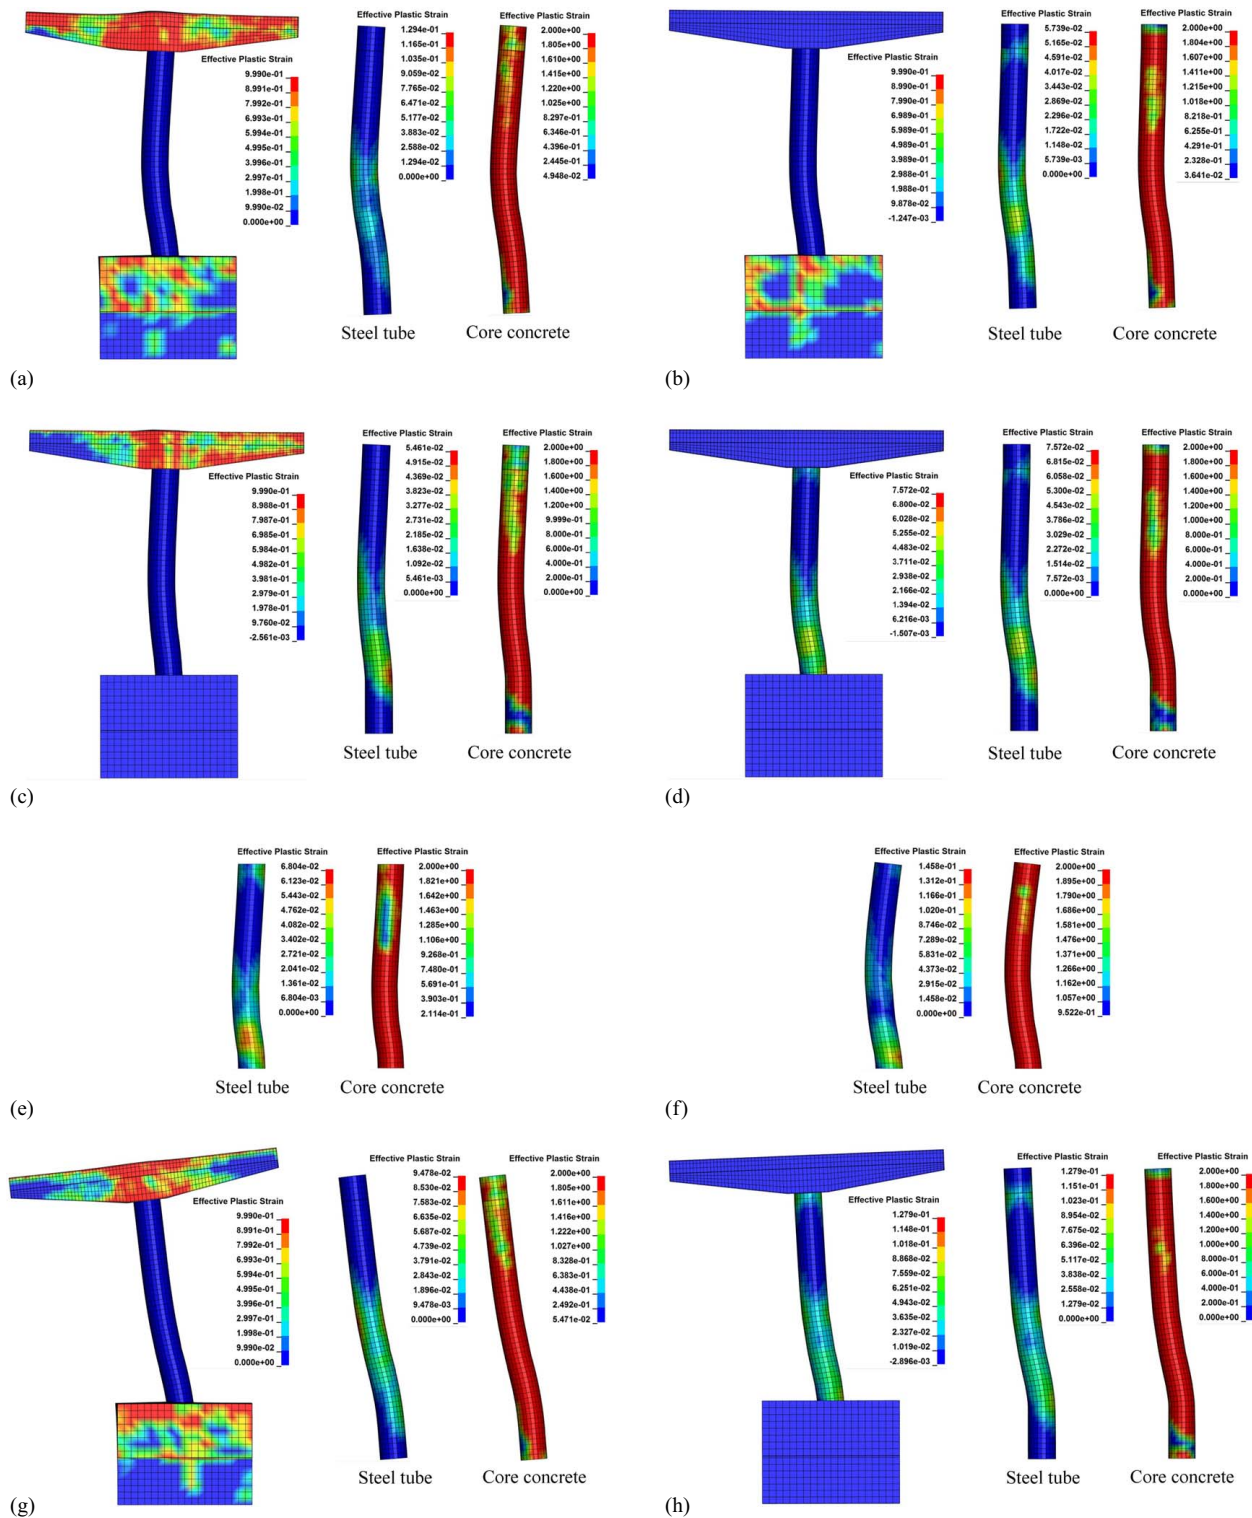 Effective Plastic Strain
9.990e-01
8.991e-01
7.992e-01
6.993e-01
5.994e-01
4.995e-01
3.996e-01
2.997e-01
1.998e-01
9.990e-02
0.000e+00
Effective Plastic Strain
1.294e-01
1.165e-01
1.035e-01
9.059e-02
7.765e-02
6.471e-02
5.177e-02
3.883e-02
2.588e-02
1.294e-02
0.000e+00
Steel tube
Effective Plastic Strain
2.000e+00
1.805e+00
1.610e+00
1.415e+00
1.220e+00
1.025e+00
8.297e-01
6.346e-01
4.396e-01
2.445e-01
4.948e-02
Core concrete
(a)
Effective Plastic Strain
9.990e-01
8.990e-01
7.990e-01
6.989e-01
5.989e-01
4.989e-01
3.989e-01
2.988e-01
1.988e-01
9.878e-02
-1.247e-03
Effective Plastic Strain
5.739e-02
5.165e-02
4.591e-02
4.017e-02
3.443e-02
2.869e-02
2.296e-02
1.722e-02
1.148e-02
5.739e-03
0.000e+00
Steel tube
Effective Plastic Strain
2.000e+00
1.804e+00
1.607e+00
1.411e+00
1.215e+00
1.018e+00
8.218e-01
6.255e-01
4.291e-01
2.328e-01
3.641e-02
Core concrete
(b)
Effective Plastic Strain
9.990e-01
8.988e-01
7.987e-01
6.985e-01
5.984e-01
4.982e-01
3.981e-01
2.979e-01
1.978e-01
9.760e-02
-2.561e-03
Effective Plastic Strain
5.461e-02
4.915e-02
4.369e-02
3.823e-02
3.277e-02
2.731e-02
2.185e-02
1.638e-02
1.092e-02
5.461e-03
0.000e+00
Steel tube
Effective Plastic Strain
2.000e+00
1.800e+00
1.600e+00
1.400e+00
1.200e+00
9.999e-01
8.000e-01
6.000e-01
4.000e-01
2.000e-01
0.000e+00
Core concrete
(c)
Effective Plastic Strain
7.572e-02
6.800e-02
6.028e-02
5.255e-02
4.483e-02
3.711e-02
2.938e-02
2.166e-02
1.394e-02
6.216e-03
-1.507e-03
Effective Plastic Strain
7.572e-02
6.815e-02
6.058e-02
5.300e-02
4.543e-02
3.786e-02
3.029e-02
2.272e-02
1.514e-02
7.572e-03
0.000e+00
Steel tube
Effective Plastic Strain
2.000e+00
1.800e+00
1.600e+00
1.400e+00
1.200e+00
1.000e+00
8.000e-01
6.000e-01
4.000e-01
2.000e-01
0.000e+00
Core concrete
(d)
Effective Plastic Strain
6.804e-02
6.123e-02
5.443e-02
4.762e-02
4.082e-02
3.402e-02
2.721e-02
2.041e-02
1.361e-02
6.804e-03
0.000e+00
Steel tube
Effective Plastic Strain
2.000e+00
1.821e+00
1.642e+00
1.463e+00
1.285e+00
1.106e+00
9.268e-01
7.480e-01
5.691e-01
3.903e-01
2.114e-01
Core concrete
(e)
Effective Plastic Strain
1.458e-01
1.312e-01
1.166e-01
1.020e-01
8.746e-02
7.289e-02
5.831e-02
4.373e-02
2.915e-02
1.458e-02
0.000e+00
Steel tube
Effective Plastic Strain
2.000e+00
1.895e+00
1.790e+00
1.686e+00
1.581e+00
1.476e+00
1.371e+00
1.266e+00
1.162e+00
1.057e+00
9.522e-01
Core concrete
(f)
Effective Plastic Strain
9.990e-01
8.991e-01
7.992e-01
6.993e-01
5.994e-01
4.995e-01
3.996e-01
2.997e-01
1.998e-01
9.990e-02
0.000e+00
Effective Plastic Strain
9.478e-02
8.530e-02
7.583e-02
6.635e-02
5.687e-02
4.739e-02
3.791e-02
2.843e-02
1.896e-02
9.478e-03
0.000e+00
Steel tube
Effective Plastic Strain
2.000e+00
1.805e+00
1.611e+00
1.416e+00
1.222e+00
1.027e+00
8.328e-01
6.383e-01
4.438e-01
2.492e-01
5.471e-02
Core concrete
(g)
Effective Plastic Strain
1.279e-01
1.148e-01
1.018e-01
8.868e-02
7.559e-02
6.251e-02
4.943e-02
3.635e-02
2.327e-02
1.019e-02
-2.896e-03
Effective Plastic Strain
1.279e-01
1.151e-01
1.023e-01
8.954e-02
7.675e-02
6.396e-02
5.117e-02
3.838e-02
2.558e-02
1.279e-02
0.000e+00
Steel tube
Effective Plastic Strain
2.000e+00
1.800e+00
1.600e+00
1.400e+00
1.200e+00
1.000e+00
8.000e-01
6.000e-01
4.000e-01
2.000e-01
0.000e+00
Core concrete
(h)